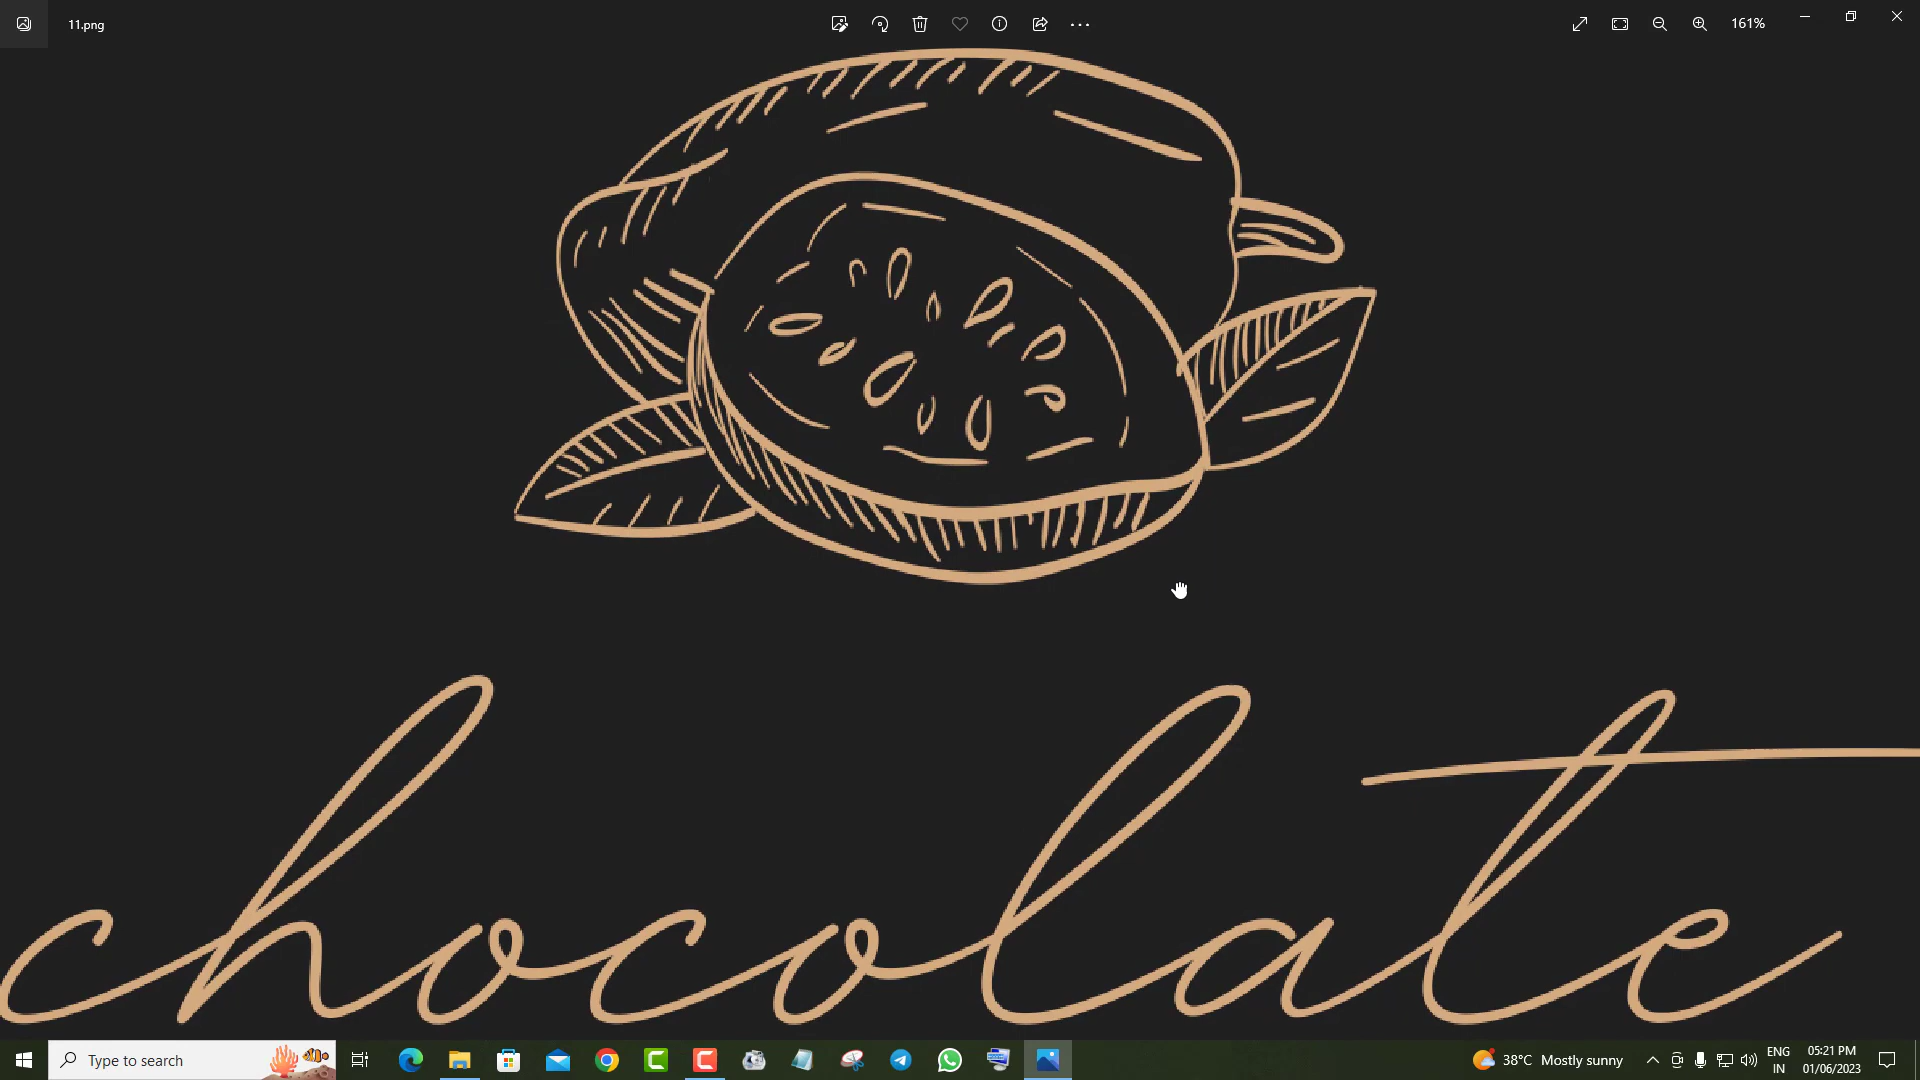 11.png
161%
chocolate
Type to search
38°C Mostly sunny
ENG
IN
05:21 PM
01/06/2023